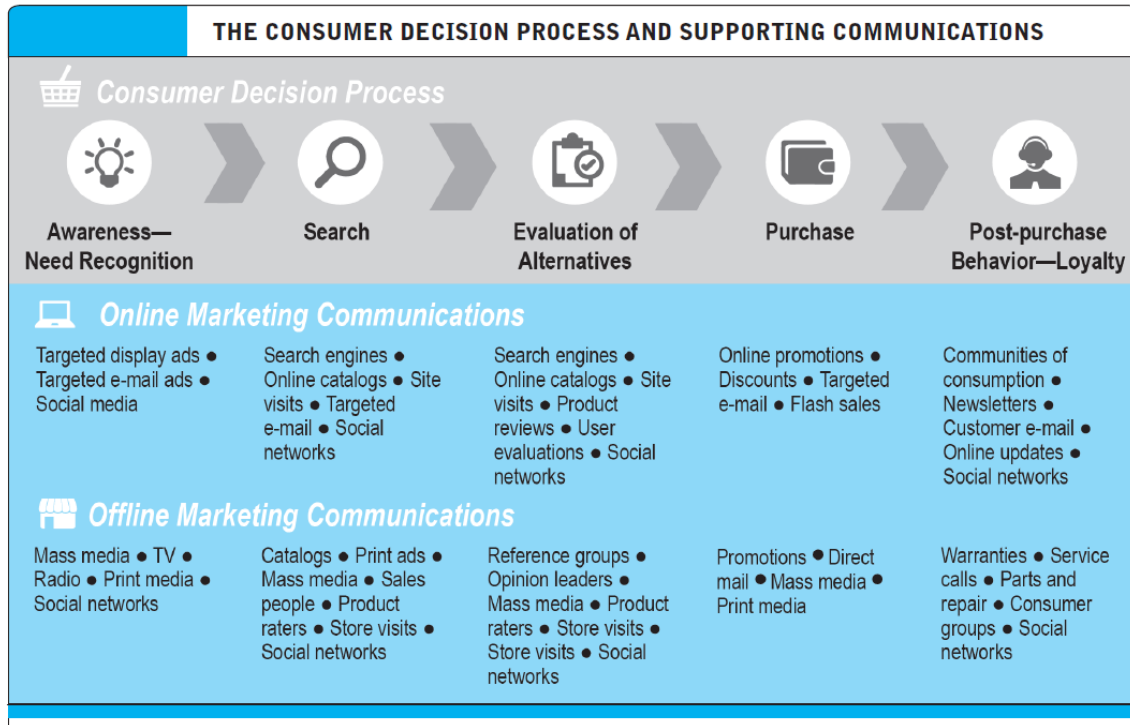 THE CONSUMER DECISION PROCESS AND SUPPORTING COMMUNICATIONS
Consumer Decision Process
Awareness—
Need Recognition
Search
Evaluation of
Alternatives
Purchase
Post-purchase
Behavior—Loyalty
Online Marketing Communications
Targeted display ads ●
Targeted e-mail ads ●
Social media
Search engines ●
Online catalogs ● Site
visits ● Targeted
e-mail ● Social
networks
Search engines ●
Online catalogs ● Site
visits ● Product
reviews ● User
evaluations ● Social
networks
Online promotions ●
Discounts ● Targeted
e-mail ● Flash sales
Communities of
consumption ●
Newsletters ●
Customer e-mail ●
Online updates ●
Social networks
Offline Marketing Communications
Mass media ● TV ●
Radio ● Print media ●
Social networks
Catalogs ● Print ads ●
Mass media ● Sales
people ● Product
raters ● Store visits ●
Social networks
Reference groups ●
Opinion leaders ●
Mass media ● Product
raters ● Store visits ●
Store visits ● Social
networks
Promotions ● Direct
mail ● Mass media ●
Print media
Warranties ● Service
calls ● Parts and
repair ● Consumer
groups ● Social
networks